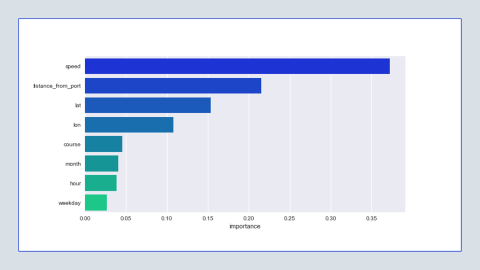 speed
distance_from_port
lat
lon
course
month
hour
weekday
0.00 0.05 0.10 0.15 0.20 0.25 0.30 0.35
importance